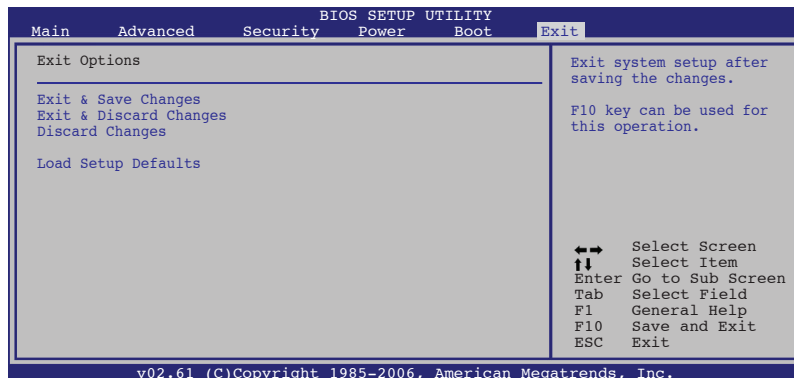 BIOS SETUP UTILITY
Main Advanced Security Power Boot Exit
Exit Options
Exit & Save Changes
Exit & Discard Changes
Discard Changes
Load Setup Defaults
Exit system setup after
saving the changes.
F10 key can be used for
this operation.
←→ Select Screen
↑↓ Select Item
Enter Go to Sub Screen
Tab Select Field
F1 General Help
F10 Save and Exit
ESC Exit
v02.61 (C)Copyright 1985-2006, American Megatrends, Inc.